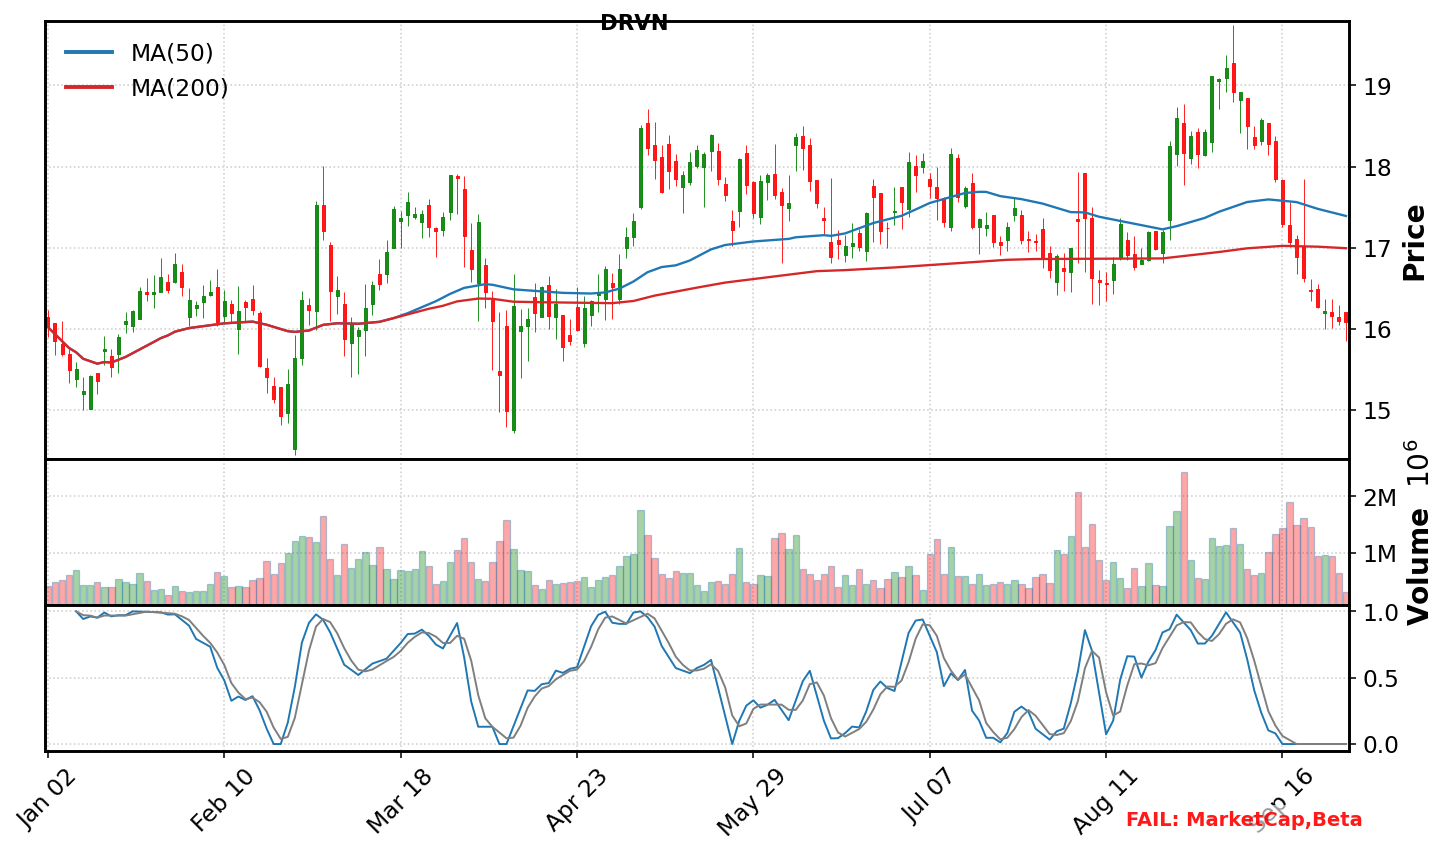 DRVN
MA(50)
MA(200)
19
18
17
16
15
Price
2M
1M
Volume 10^6
1.0
0.5
0.0
Jan 02
Feb 10
Mar 18
Apr 23
May 29
Jul 07
Aug 11
Sep 16
FAIL: MarketCap,Beta